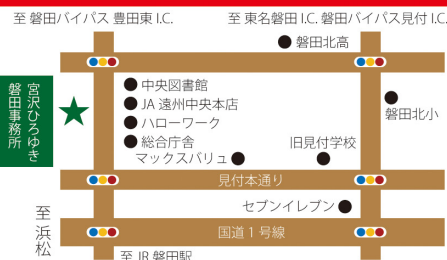 至 磐田バイパス 豊田東 I.C.
至 東名磐田 I.C. 磐田バイパス見付 I.C.
磐田北高
宮沢ひろゆき
磐田事務所
中央図書館
JA 遠州中央本店
ハローワーク
総合庁舎
マックスバリュ
旧見付学校
磐田北小
見付本通り
セブンイレブン
至 浜松
国道 1 号線
至 JR 磐田駅